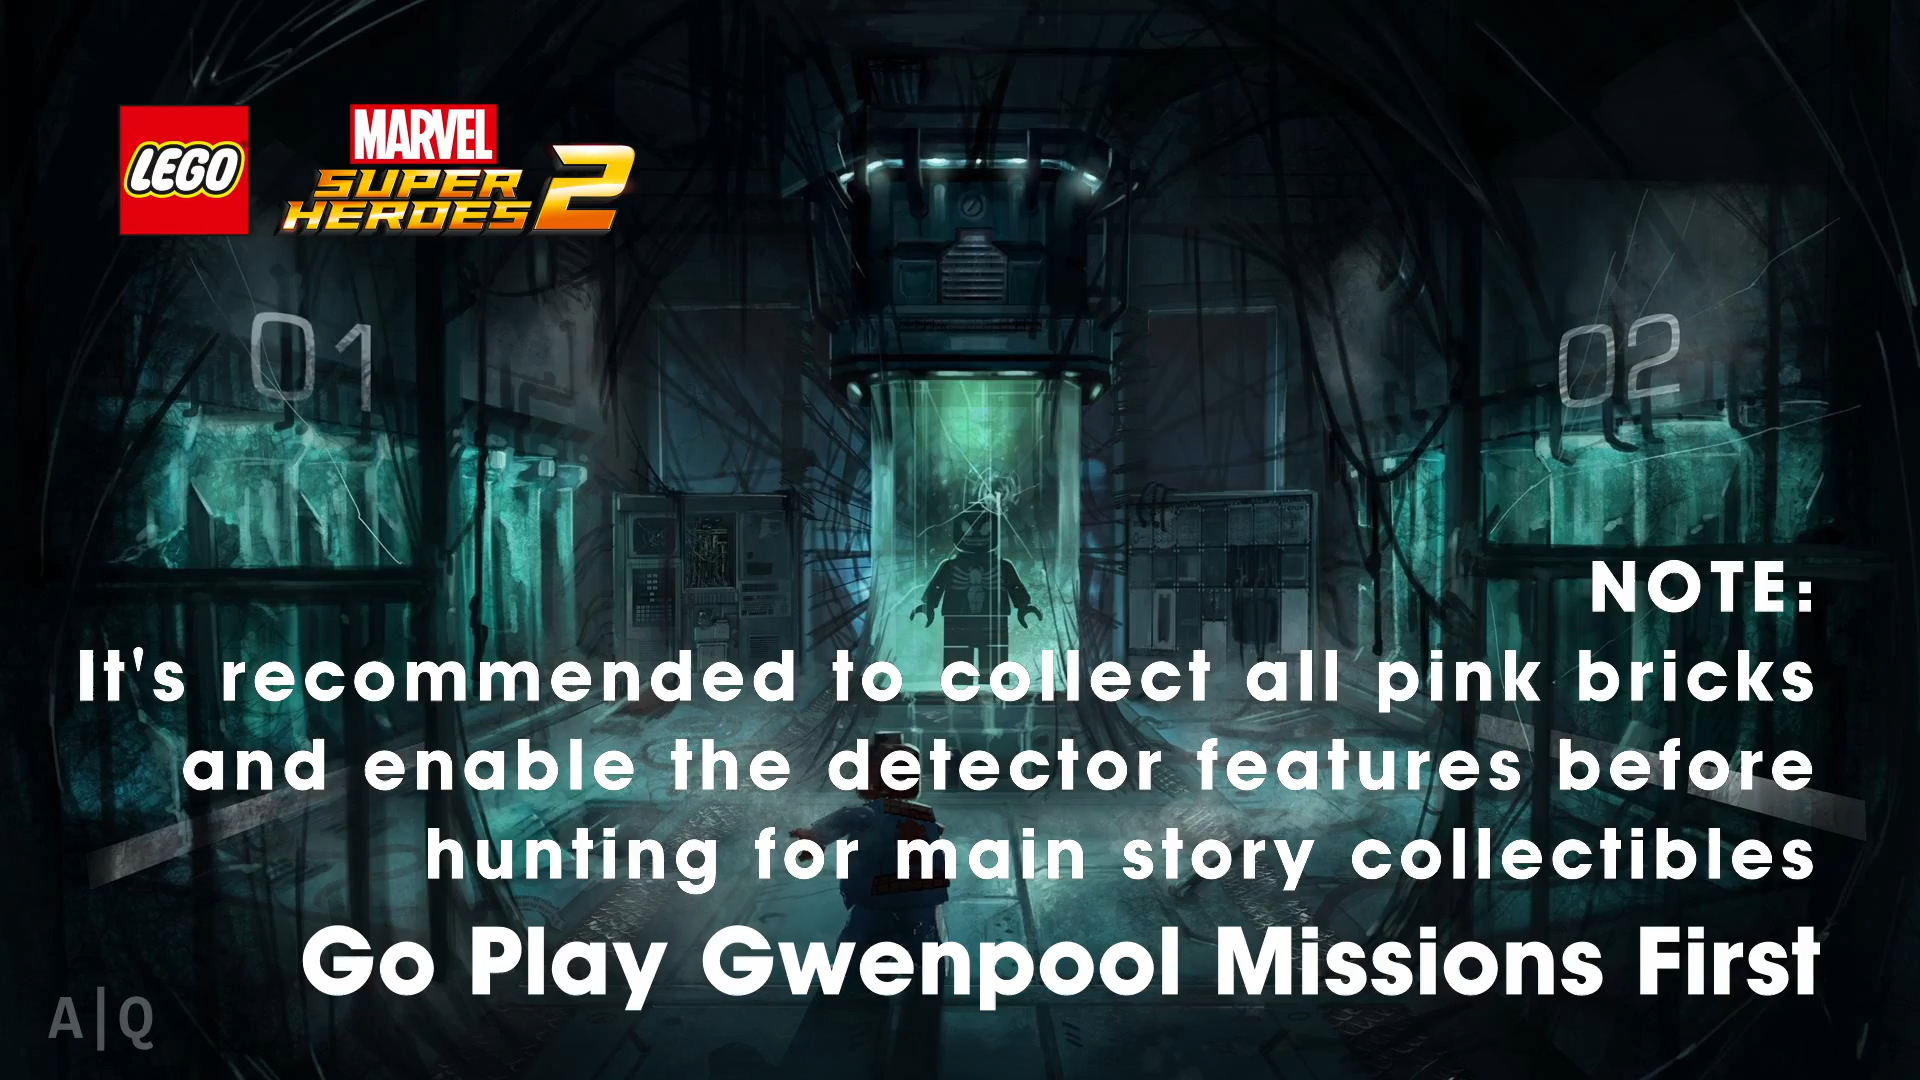 LEGO
MARVEL
SUPER
HEROES 2
01
02
NOTE:
It's recommended to collect all pink bricks
and enable the detector features before
hunting for main story collectibles
Go Play Gwenpool Missions First
A|Q